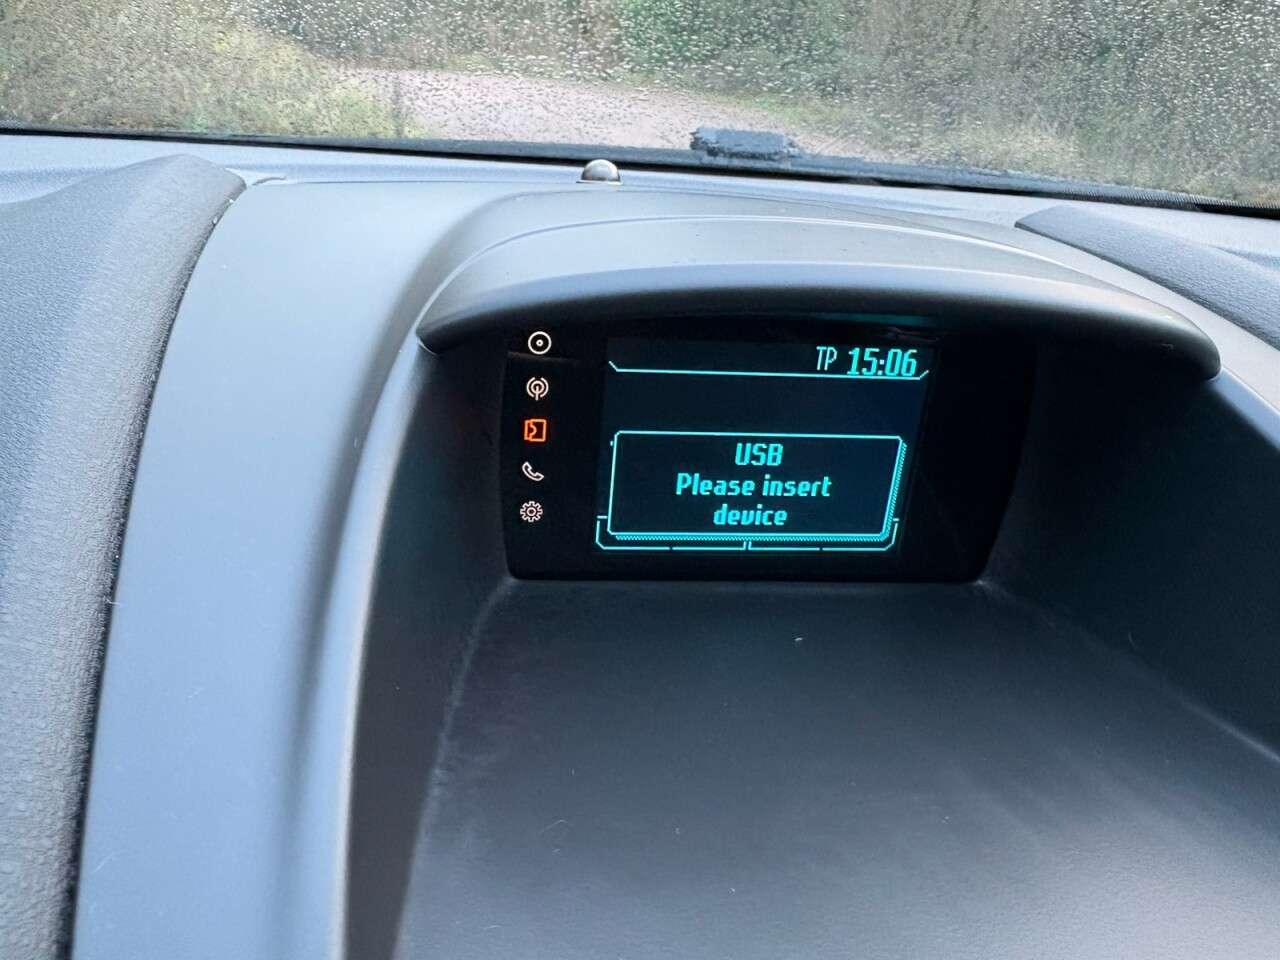 TP 15:06
USB
Please insert
device